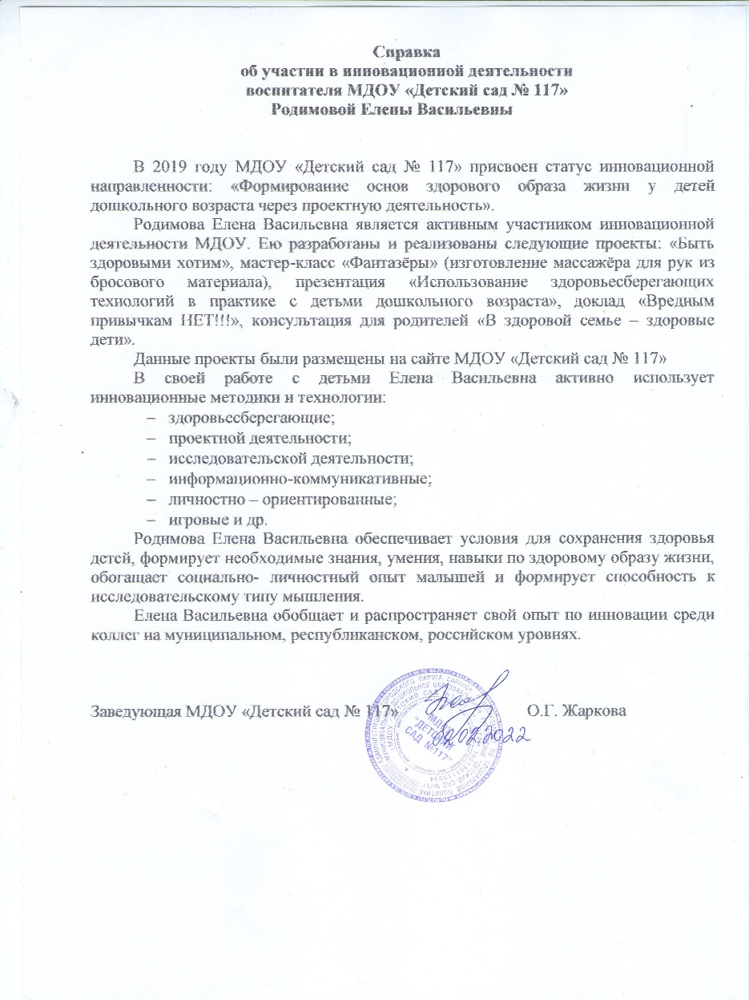 Справка
об участии в инновационной деятельности
воспитателя МДОУ «Детский сад № 117»
Родимовой Елены Васильевны
В 2019 году МДОУ «Детский сад № 117» присвоен статус инновационной
направленности: «Формирование основ здорового образа жизни у детей
дошкольного возраста через проектную деятельность».
Родимова Елена Васильевна является активным участником инновационной
деятельности МДОУ. Ею разработаны и реализованы следующие проекты: «Быть
здоровыми хотим», мастер-класс «Фантазёры» (изготовление массажёра для рук из
бросового материала), презентация «Использование здоровьесберегающих
технологий в практике с детьми дошкольного возраста», доклад «Вредным
привычкам НЕТ!!!», консультация для родителей «В здоровой семье – здоровые
дети».
Данные проекты были размещены на сайте МДОУ «Детский сад № 117»
В своей работе с детьми Елена Васильевна активно использует
инновационные методики и технологии:
– здоровьесберегающие;
– проектной деятельности;
– исследовательской деятельности;
– информационно-коммуникативные;
– личностно – ориентированные;
– игровые и др.
Родимова Елена Васильевна обеспечивает условия для сохранения здоровья
детей, формирует необходимые знания, умения, навыки по здоровому образу жизни,
обогащает социально- личностный опыт малышей и формирует способность к
исследовательскому типу мышления.
Елена Васильевна обобщает и распространяет свой опыт по инновации среди
коллег на муниципальном, республиканском, российском уровнях.
Заведующая МДОУ «Детский сад № 117» О.Г. Жаркова
02.2022
МДОУ
"ДЕТСКИЙ
САД №117"